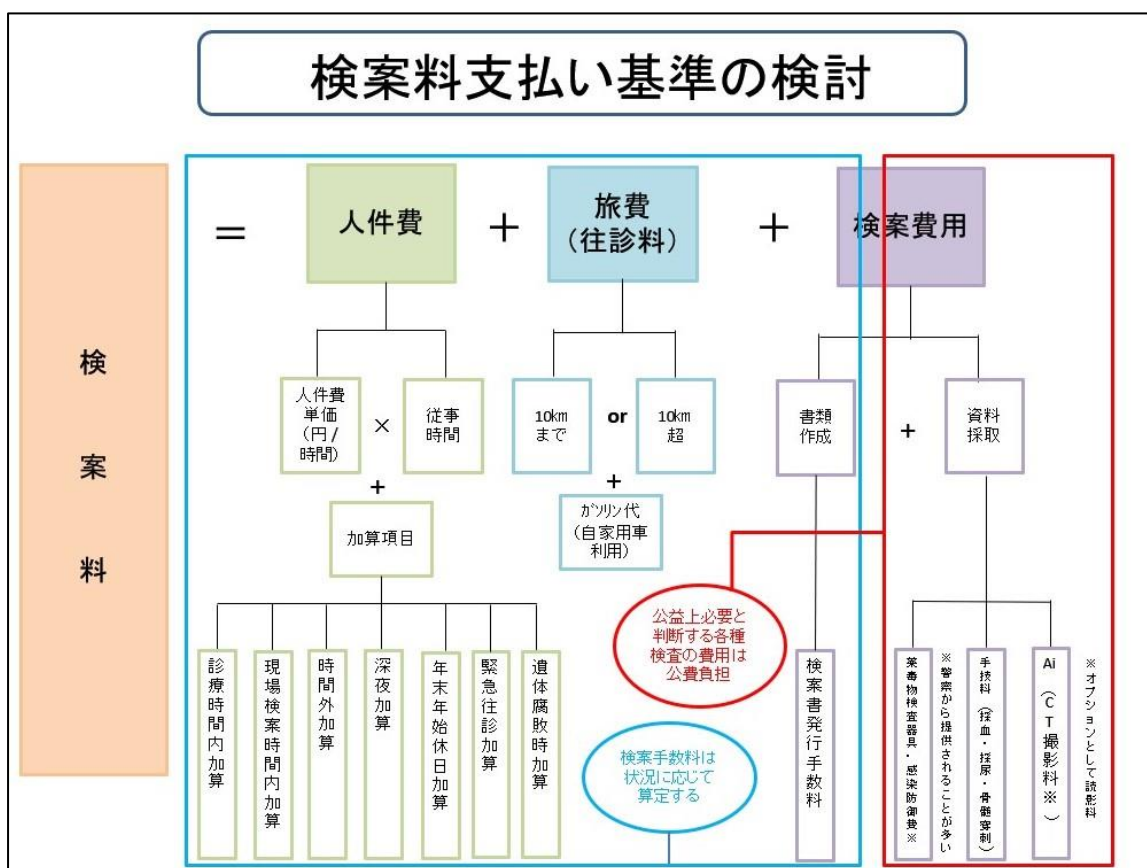 検案料支払い基準の検討
検案料
=
人件費
+
旅費
（往診料）
+
検案費用
人件費
単価
（円/
時間）
×
従事
時間
+
加算項目
診療時間内加算
現場検案時間内加算
時間外加算
深夜加算
年末年始休日加算
緊急往診加算
遺体腐敗時加算
10km
まで
or
10km
超
+
ｶﾞｿﾘﾝ代
（自家用車
利用）
書類
作成
+
資料
採取
検案書発行手数料
薬毒物検査器具・感染防御費※
※警察から提供されることが多い
手技料（採血・採尿・骨髄穿刺）
Ai（CT撮影料※）
※オプションとして読影料
公益上必要と
判断する各種
検査の費用は
公費負担
検案手数料は
状況に応じて
算定する